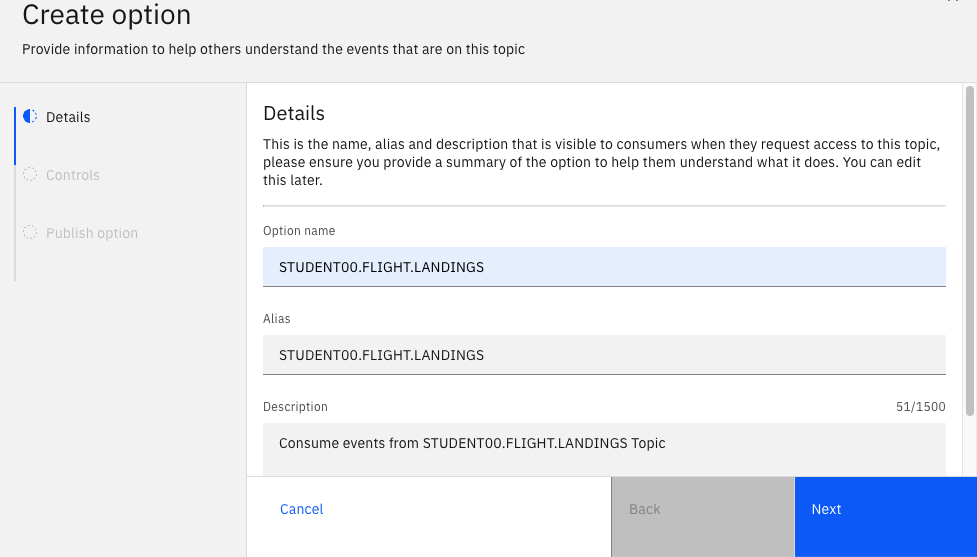 Create option
Provide information to help others understand the events that are on this topic
Details
Controls
Publish option
Details
This is the name, alias and description that is visible to consumers when they request access to this topic,
please ensure you provide a summary of the option to help them understand what it does. You can edit
this later.
Option name
STUDENT00.FLIGHT.LANDINGS
Alias
STUDENT00.FLIGHT.LANDINGS
Description 51/1500
Consume events from STUDENT00.FLIGHT.LANDINGS Topic
Cancel Back Next